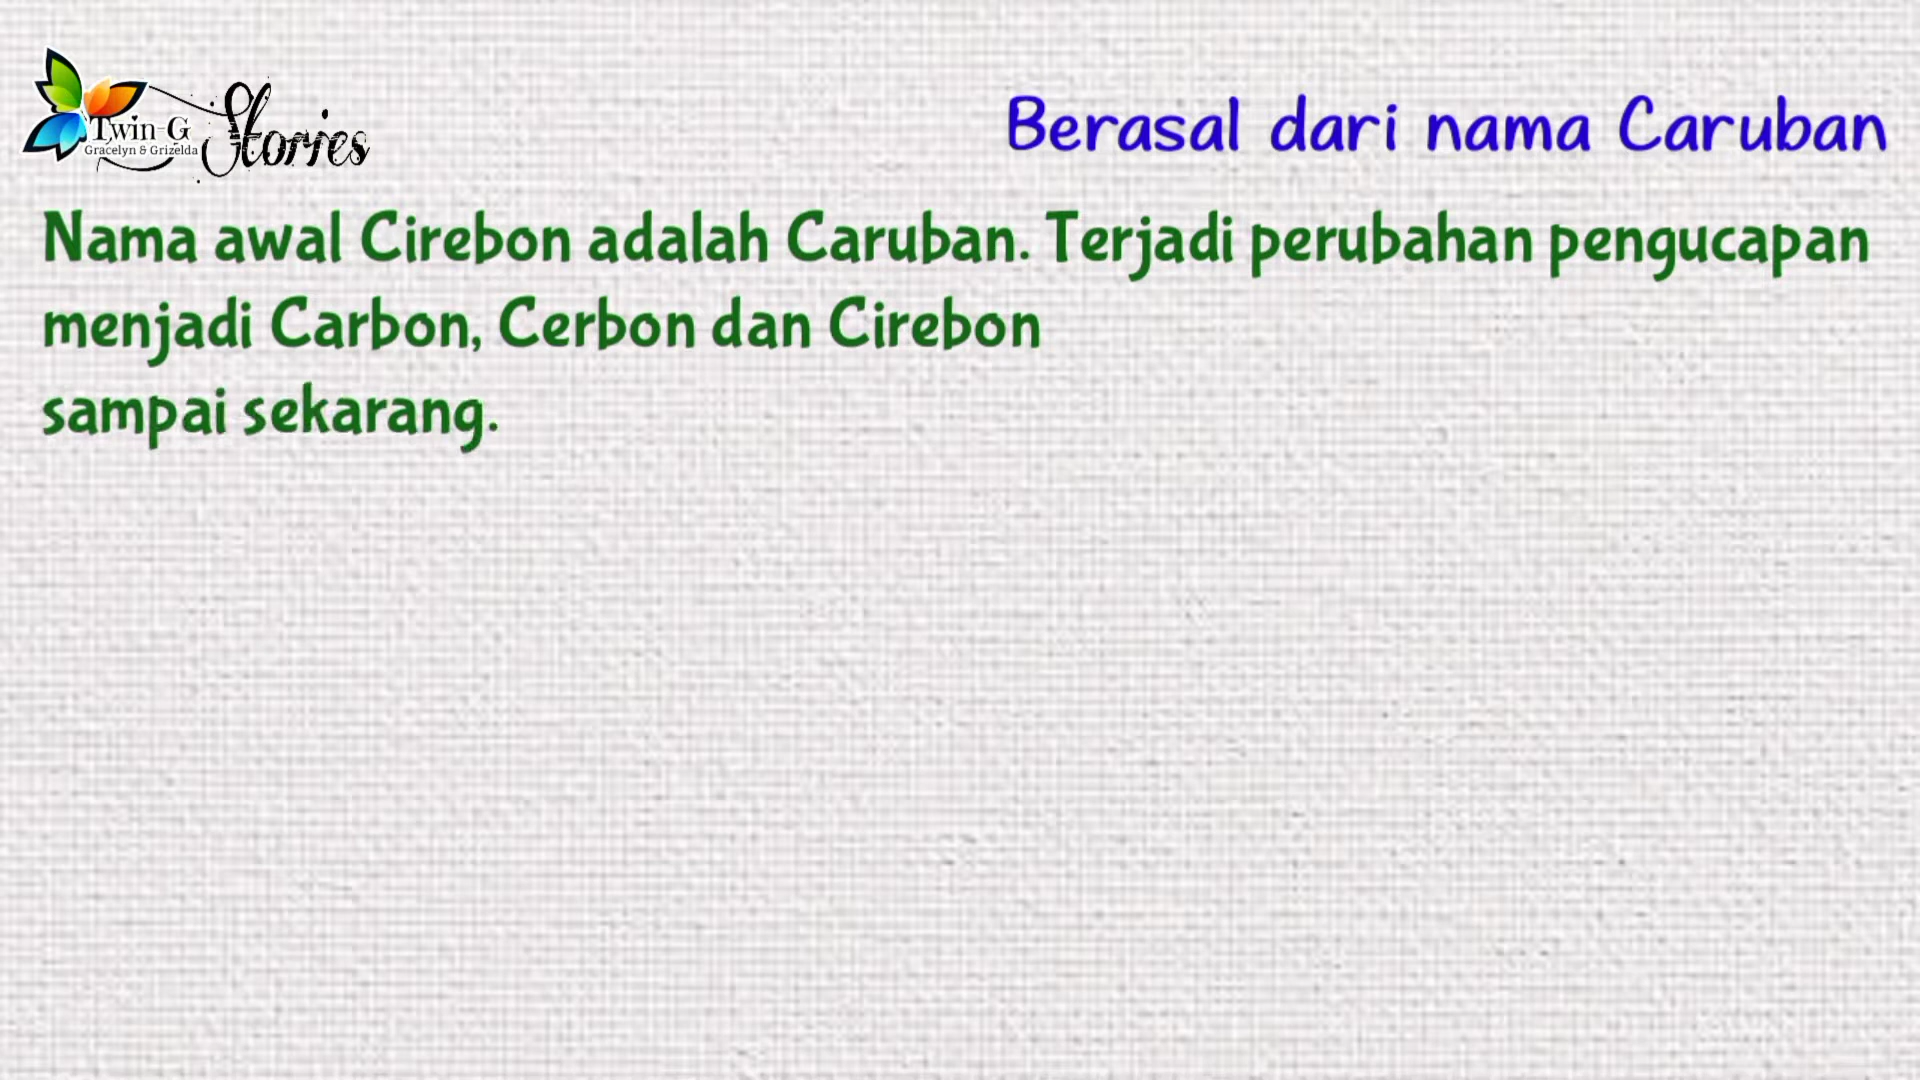 Twin-G
Gracelyn & Grizelda
Stories
Berasal dari nama Caruban
Nama awal Cirebon adalah Caruban. Terjadi perubahan pengucapan
menjadi Carbon, Cerbon dan Cirebon
sampai sekarang.